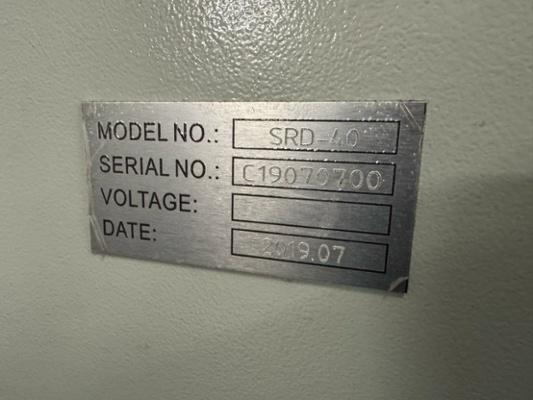 MODEL NO.: SRD-40
SERIAL NO.: C19070700
VOLTAGE:
DATE: 2019.07